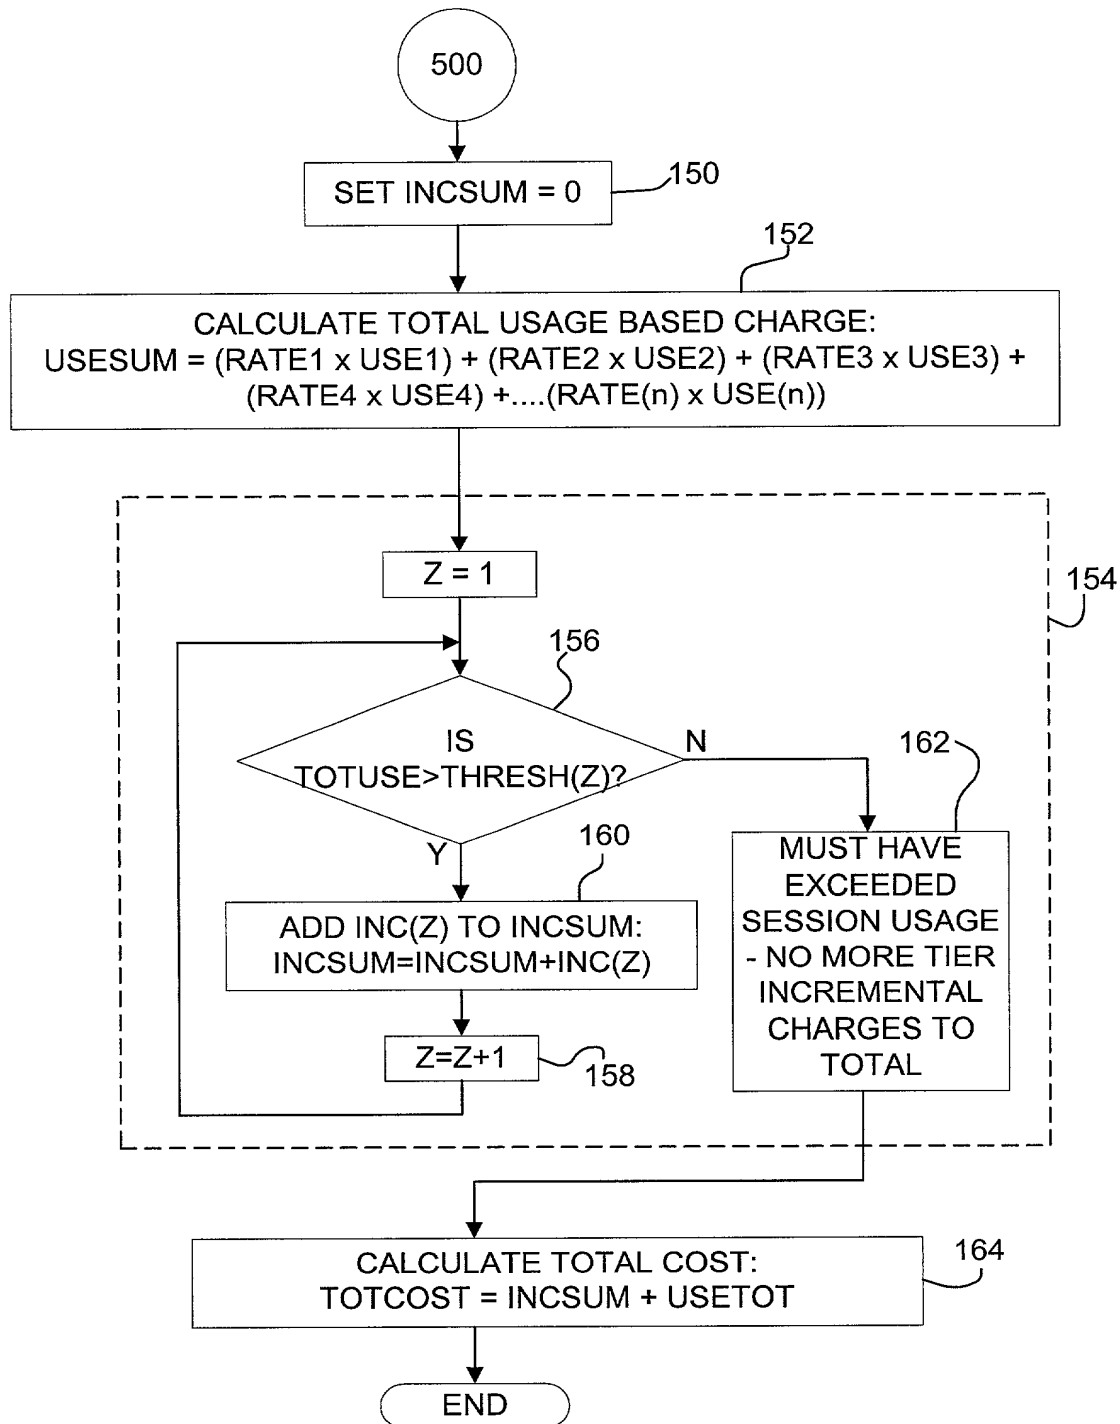 500
SET INCSUM = 0
150
152
CALCULATE TOTAL USAGE BASED CHARGE:
USESUM = (RATE1 x USE1) + (RATE2 x USE2) + (RATE3 x USE3) +
(RATE4 x USE4) +....(RATE(n) x USE(n))
Z = 1
154
156
IS
TOTUSE>THRESH(Z)?
N
162
Y
160
ADD INC(Z) TO INCSUM:
INCSUM=INCSUM+INC(Z)
MUST HAVE
EXCEEDED
SESSION USAGE
- NO MORE TIER
INCREMENTAL
CHARGES TO
TOTAL
Z=Z+1
158
CALCULATE TOTAL COST:
TOTCOST = INCSUM + USETOT
164
END